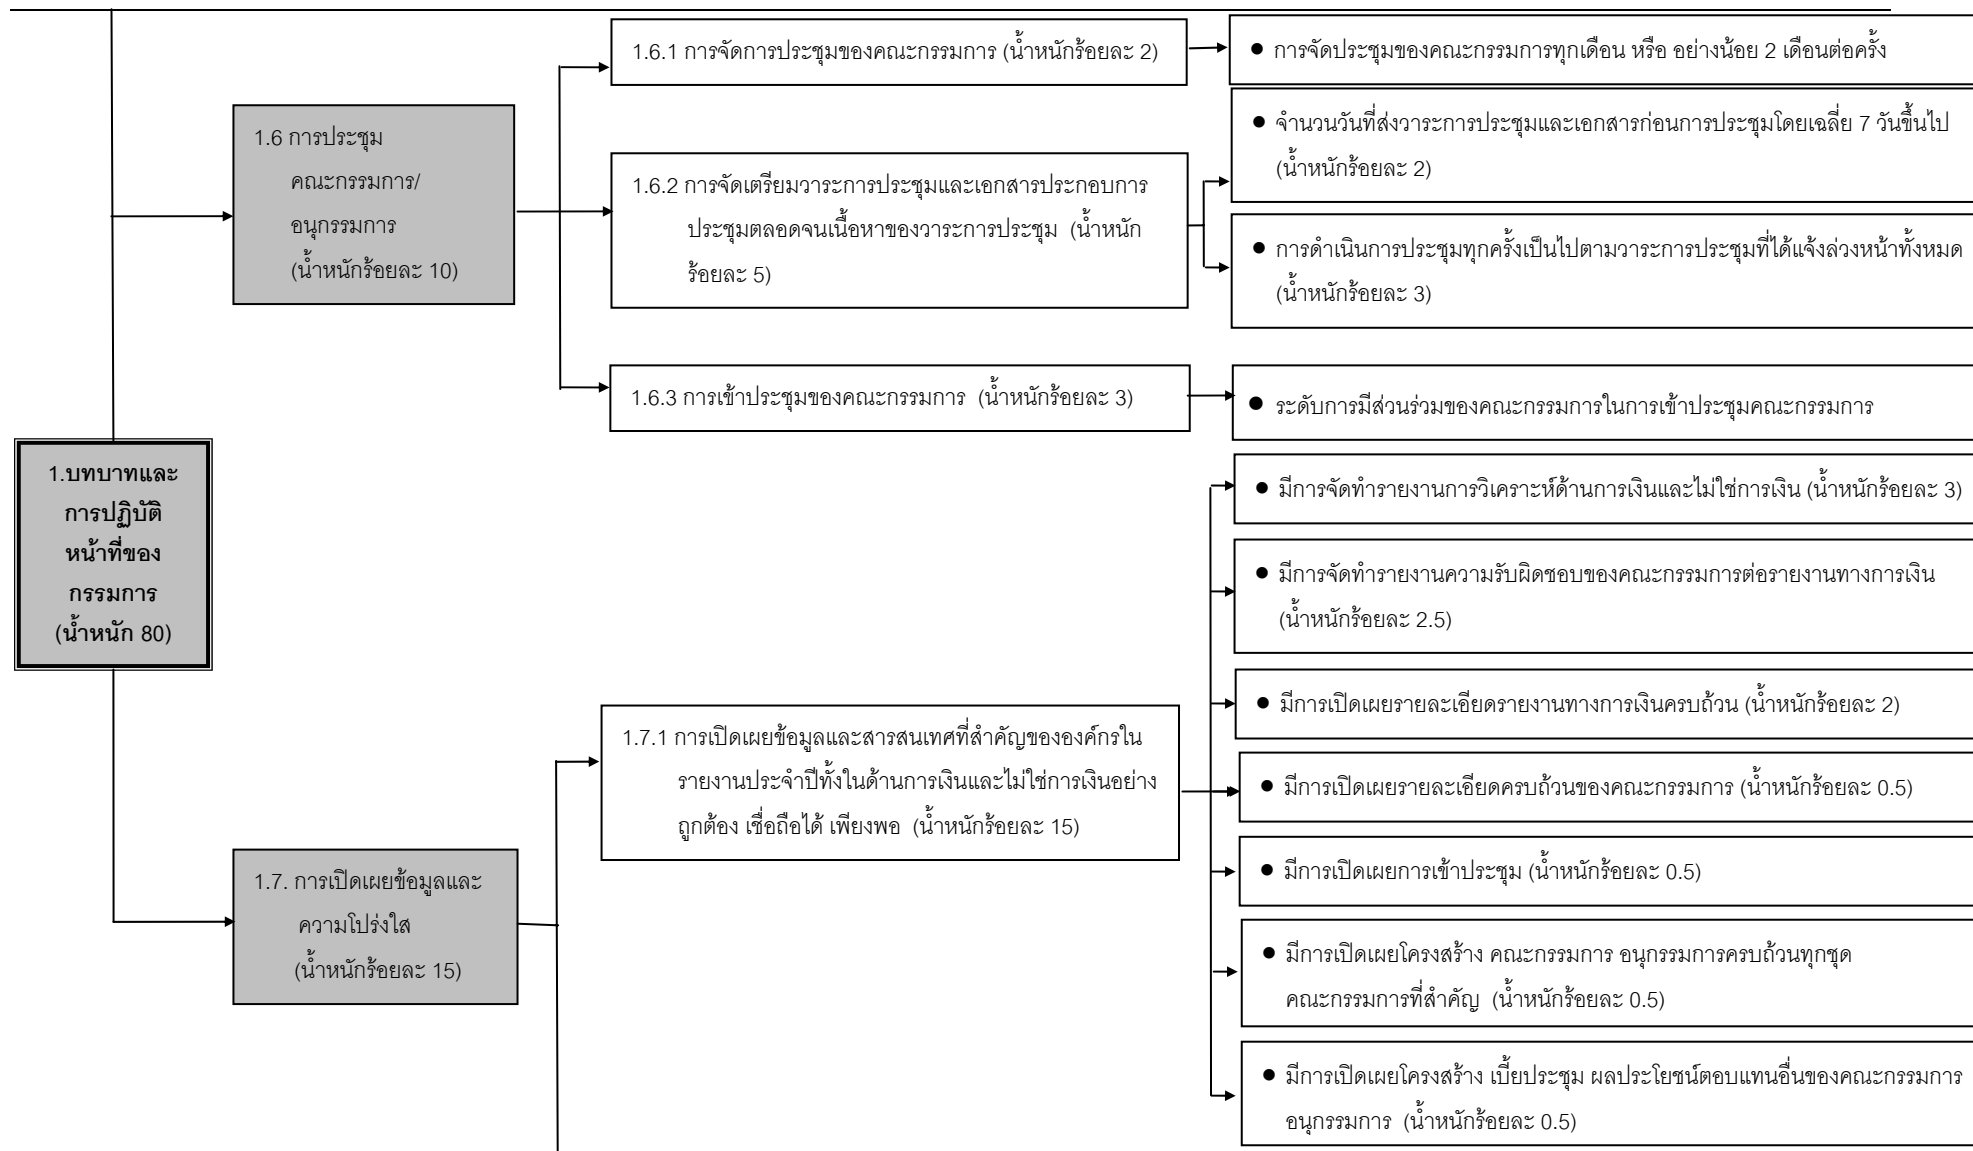 1.6.1 การจัดการประชุมของคณะกรรมการ (น้ำหนักร้อยละ 2)
● การจัดประชุมของคณะกรรมการทุกเดือน หรือ อย่างน้อย 2 เดือนต่อครั้ง
1.6 การประชุม
คณะกรรมการ/
อนุกรรมการ
(น้ำหนักร้อยละ 10)
● จำนวนวันที่ส่งวาระการประชุมและเอกสารก่อนการประชุมโดยเฉลี่ย 7 วันขึ้นไป
(น้ำหนักร้อยละ 2)
1.6.2 การจัดเตรียมวาระการประชุมและเอกสารประกอบการ
ประชุมตลอดจนเนื้อหาของวาระการประชุม (น้ำหนัก
ร้อยละ 5)
● การดำเนินการประชุมทุกครั้งเป็นไปตามวาระการประชุมที่ได้แจ้งล่วงหน้าทั้งหมด
(น้ำหนักร้อยละ 3)
1.6.3 การเข้าประชุมของคณะกรรมการ (น้ำหนักร้อยละ 3)
● ระดับการมีส่วนร่วมของคณะกรรมการในการเข้าประชุมคณะกรรมการ
1.บทบาทและ
การปฏิบัติ
หน้าที่ของ
กรรมการ
(น้ำหนัก 80)
● มีการจัดทำรายงานการวิเคราะห์ด้านการเงินและไม่ใช่การเงิน (น้ำหนักร้อยละ 3)
● มีการจัดทำรายงานความรับผิดชอบของคณะกรรมการต่อรายงานทางการเงิน
(น้ำหนักร้อยละ 2.5)
● มีการเปิดเผยรายละเอียดรายงานทางการเงินครบถ้วน (น้ำหนักร้อยละ 2)
1.7.1 การเปิดเผยข้อมูลและสารสนเทศที่สำคัญขององค์กรใน
รายงานประจำปีทั้งในด้านการเงินและไม่ใช่การเงินอย่าง
ถูกต้อง เชื่อถือได้ เพียงพอ (น้ำหนักร้อยละ 15)
● มีการเปิดเผยรายละเอียดครบถ้วนของคณะกรรมการ (น้ำหนักร้อยละ 0.5)
1.7. การเปิดเผยข้อมูลและ
ความโปร่งใส
(น้ำหนักร้อยละ 15)
● มีการเปิดเผยการเข้าประชุม (น้ำหนักร้อยละ 0.5)
● มีการเปิดเผยโครงสร้าง คณะกรรมการ อนุกรรมการครบถ้วนทุกชุด
คณะกรรมการที่สำคัญ (น้ำหนักร้อยละ 0.5)
● มีการเปิดเผยโครงสร้าง เบี้ยประชุม ผลประโยชน์ตอบแทนอื่นของคณะกรรมการ
อนุกรรมการ (น้ำหนักร้อยละ 0.5)